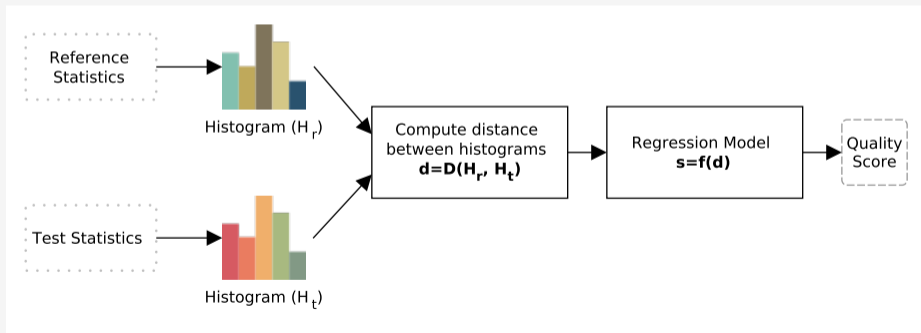 Reference
Statistics
Histogram (H_r)
Compute distance
between histograms
d=D(H_r, H_t)
Regression Model
s=f(d)
Quality
Score
Test Statistics
Histogram (H_t)